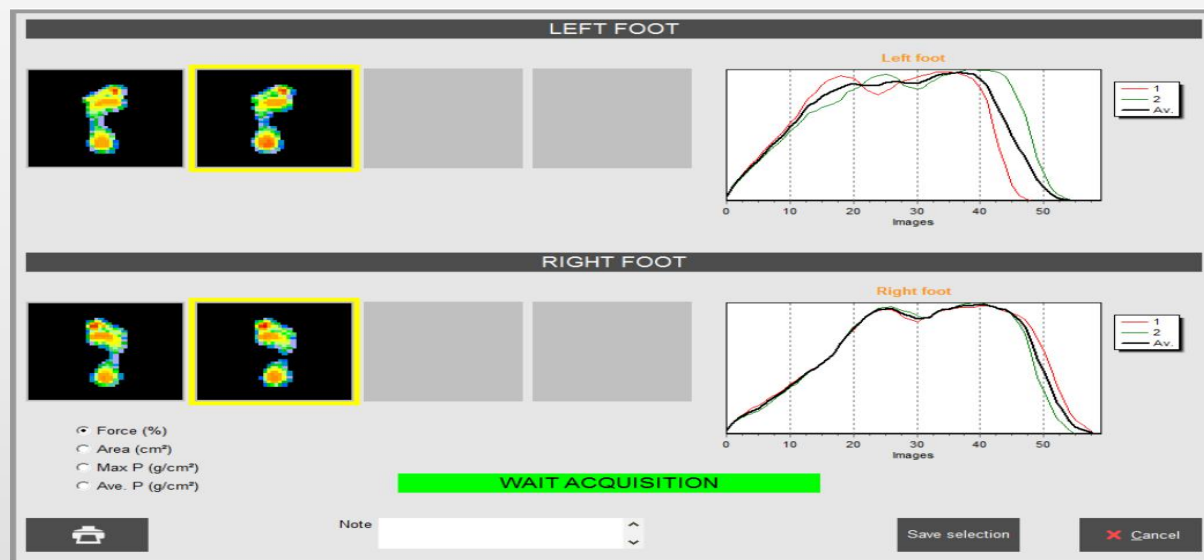 LEFT FOOT
Left foot
1
2
Av.
0 10 20 30 40 50
Images
RIGHT FOOT
Right foot
1
2
Av.
0 10 20 30 40 50
Images
Force (%)
Area (cm²)
Max P (g/cm²)
Ave. P (g/cm²)
WAIT ACQUISITION
Note
Save selection
Cancel